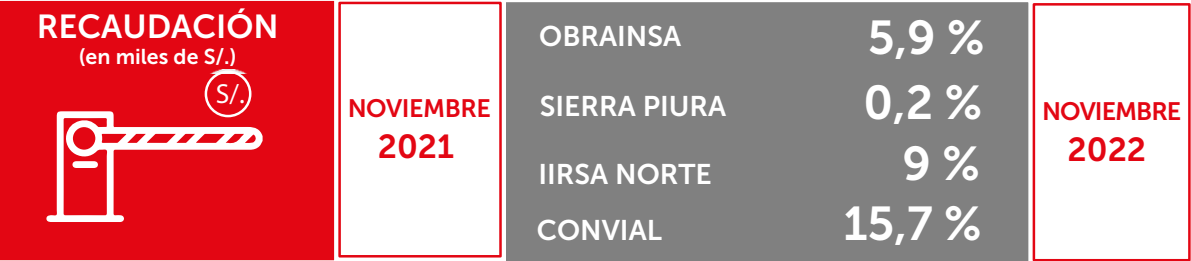 RECAUDACIÓN
(en miles de S/.)
S/.
NOVIEMBRE
2021
OBRAINSA 5,9 %
SIERRA PIURA 0,2 %
IIRSA NORTE 9 %
CONVIAL 15,7 %
NOVIEMBRE
2022